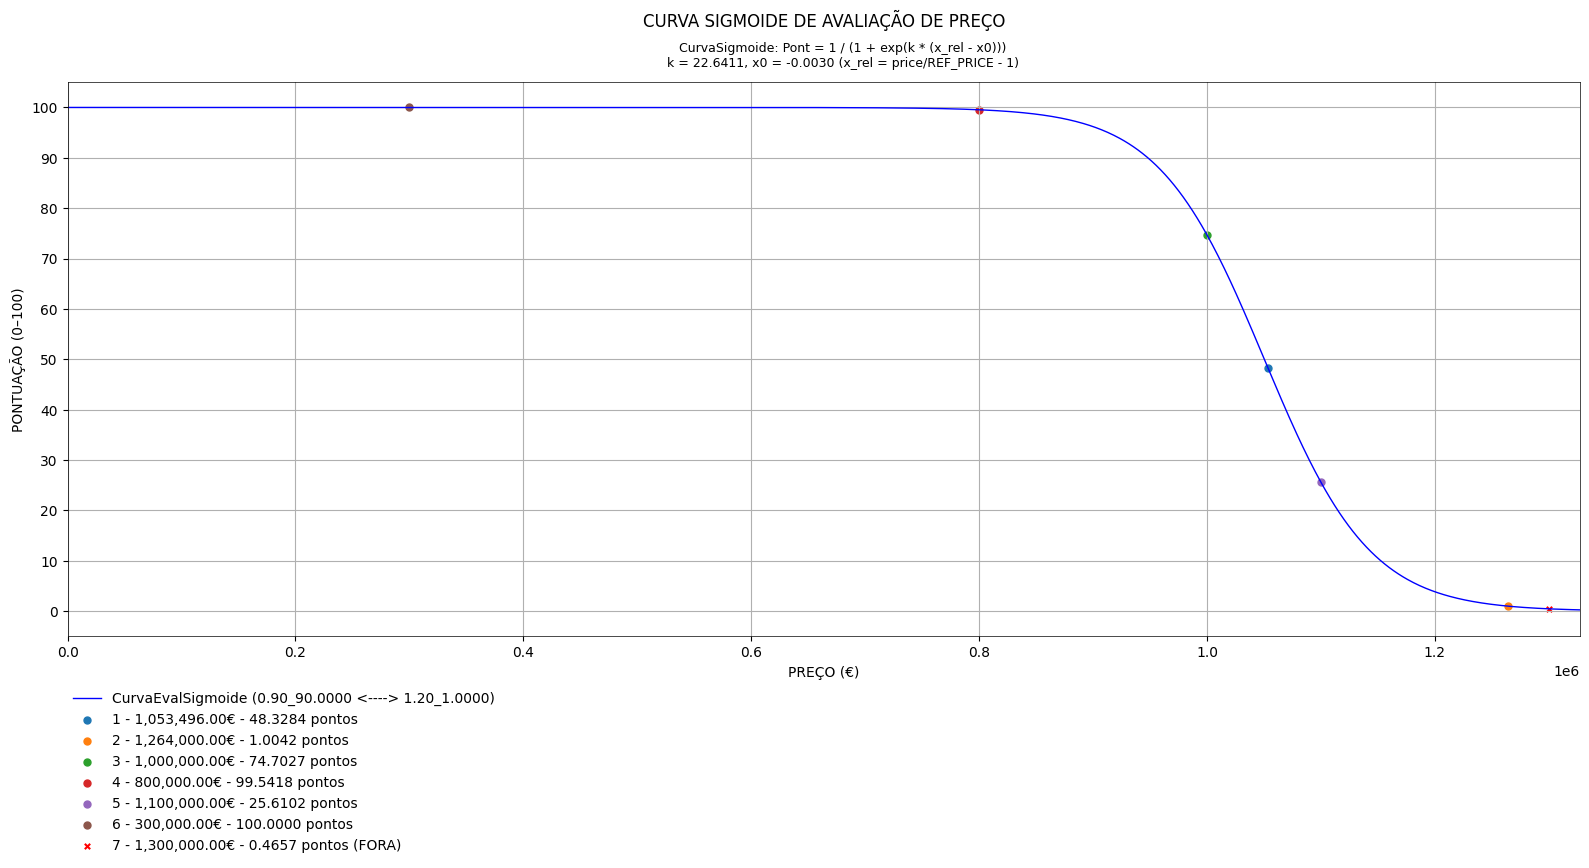 CURVA SIGMOIDE DE AVALIAÇÃO DE PREÇO
CurvaSigmoide: Pont = 1 / (1 + exp(k * (x_rel - x0)))
k = 22.6411, x0 = -0.0030 (x_rel = price/REF_PRICE - 1)
PONTUAÇÃO (0–100)
100
90
80
70
60
50
40
30
20
10
0
0.0 0.2 0.4 0.6 0.8 1.0 1.2
1e6
PREÇO (€)
CurvaEvalSigmoide (0.90_90.0000 <----> 1.20_1.0000)
1 - 1,053,496.00€ - 48.3284 pontos
2 - 1,264,000.00€ - 1.0042 pontos
3 - 1,000,000.00€ - 74.7027 pontos
4 - 800,000.00€ - 99.5418 pontos
5 - 1,100,000.00€ - 25.6102 pontos
6 - 300,000.00€ - 100.0000 pontos
7 - 1,300,000.00€ - 0.4657 pontos (FORA)